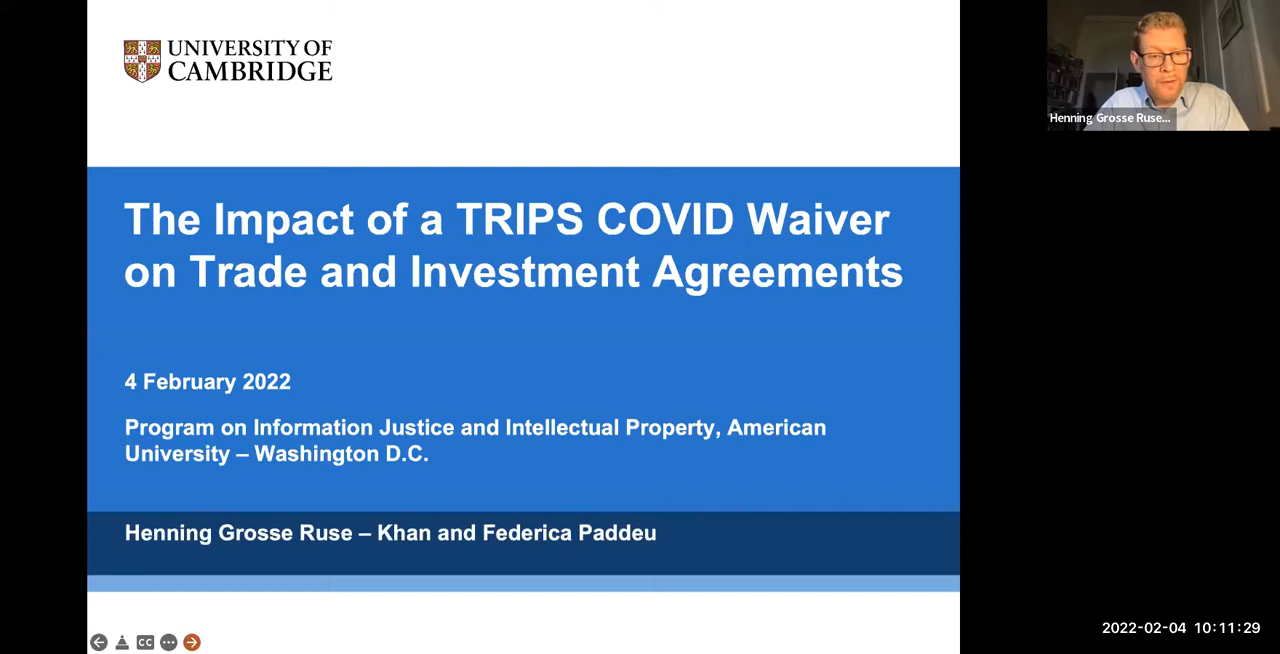 UNIVERSITY OF
CAMBRIDGE
Henning Grosse Ruse...
The Impact of a TRIPS COVID Waiver
on Trade and Investment Agreements
4 February 2022
Program on Information Justice and Intellectual Property, American
University – Washington D.C.
Henning Grosse Ruse – Khan and Federica Paddeu
CC
2022-02-04 10:11:29